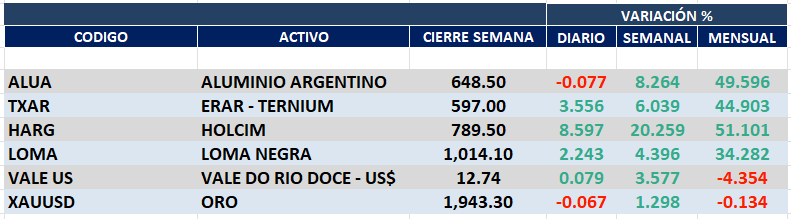 VARIACIÓN %
CODIGO ACTIVO CIERRE SEMANA DIARIO SEMANAL MENSUAL
ALUA ALUMINIO ARGENTINO 648.50 -0.077 8.264 49.596
TXAR ERAR - TERNIUM 597.00 3.556 6.039 44.903
HARG HOLCIM 789.50 8.597 20.259 51.101
LOMA LOMA NEGRA 1,014.10 2.243 4.396 34.282
VALE US VALE DO RIO DOCE - US$ 12.74 0.079 3.577 -4.354
XAUUSD ORO 1,943.30 -0.067 1.298 -0.134